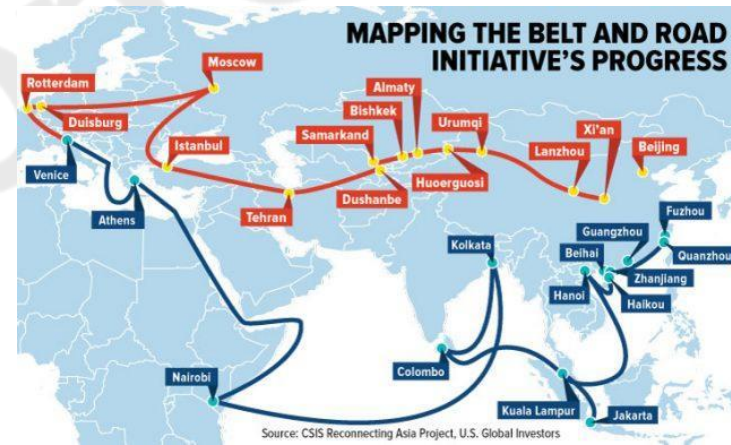 MAPPING THE BELT AND ROAD
INITIATIVE'S PROGRESS
Rotterdam
Moscow
Duisburg
Almaty
Bishkek
Urumqi
Xi'an
Samarkand
Istanbul
Lanzhou
Beijing
Venice
Huoerguosi
Dushanbe
Athens
Tehran
Fuzhou
Guangzhou
Kolkata
Beihai
Quanzhou
Zhanjiang
Hanoi
Haikou
Nairobi
Colombo
Kuala Lampur
Jakarta
Source: CSIS Reconnecting Asia Project, U.S. Global Investors